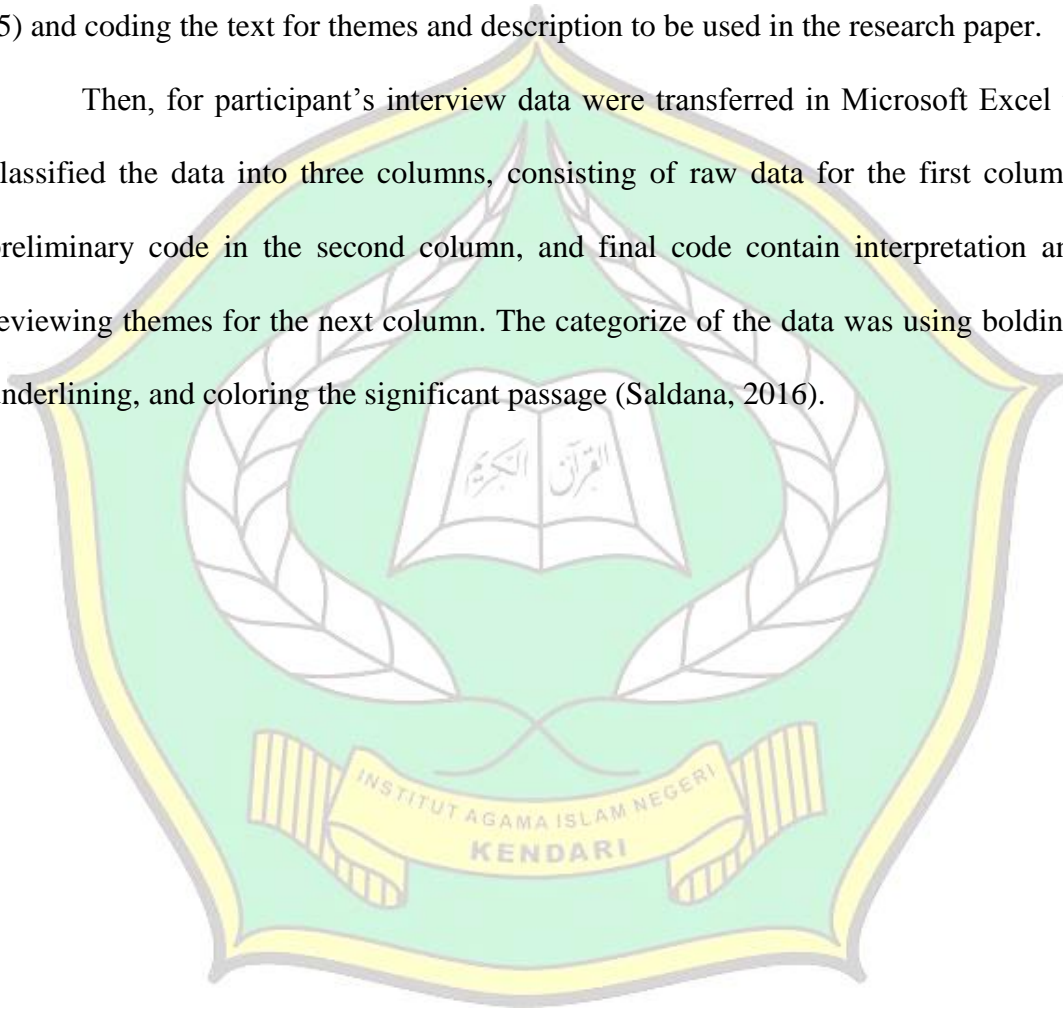 5) and coding the text for themes and description to be used in the research paper.
Then, for participant's interview data were transferred in Microsoft Excel
lassified the data into three columns, consisting of raw data for the first colum
reliminary code in the second column, and final code contain interpretation an
eviewing themes for the next column. The categorize of the data was using boldin
nderlining, and coloring the significant passage (Saldana, 2016).
القرآن الكريم
INSTITUT AGAMA ISLAM NEGERI
KENDARI